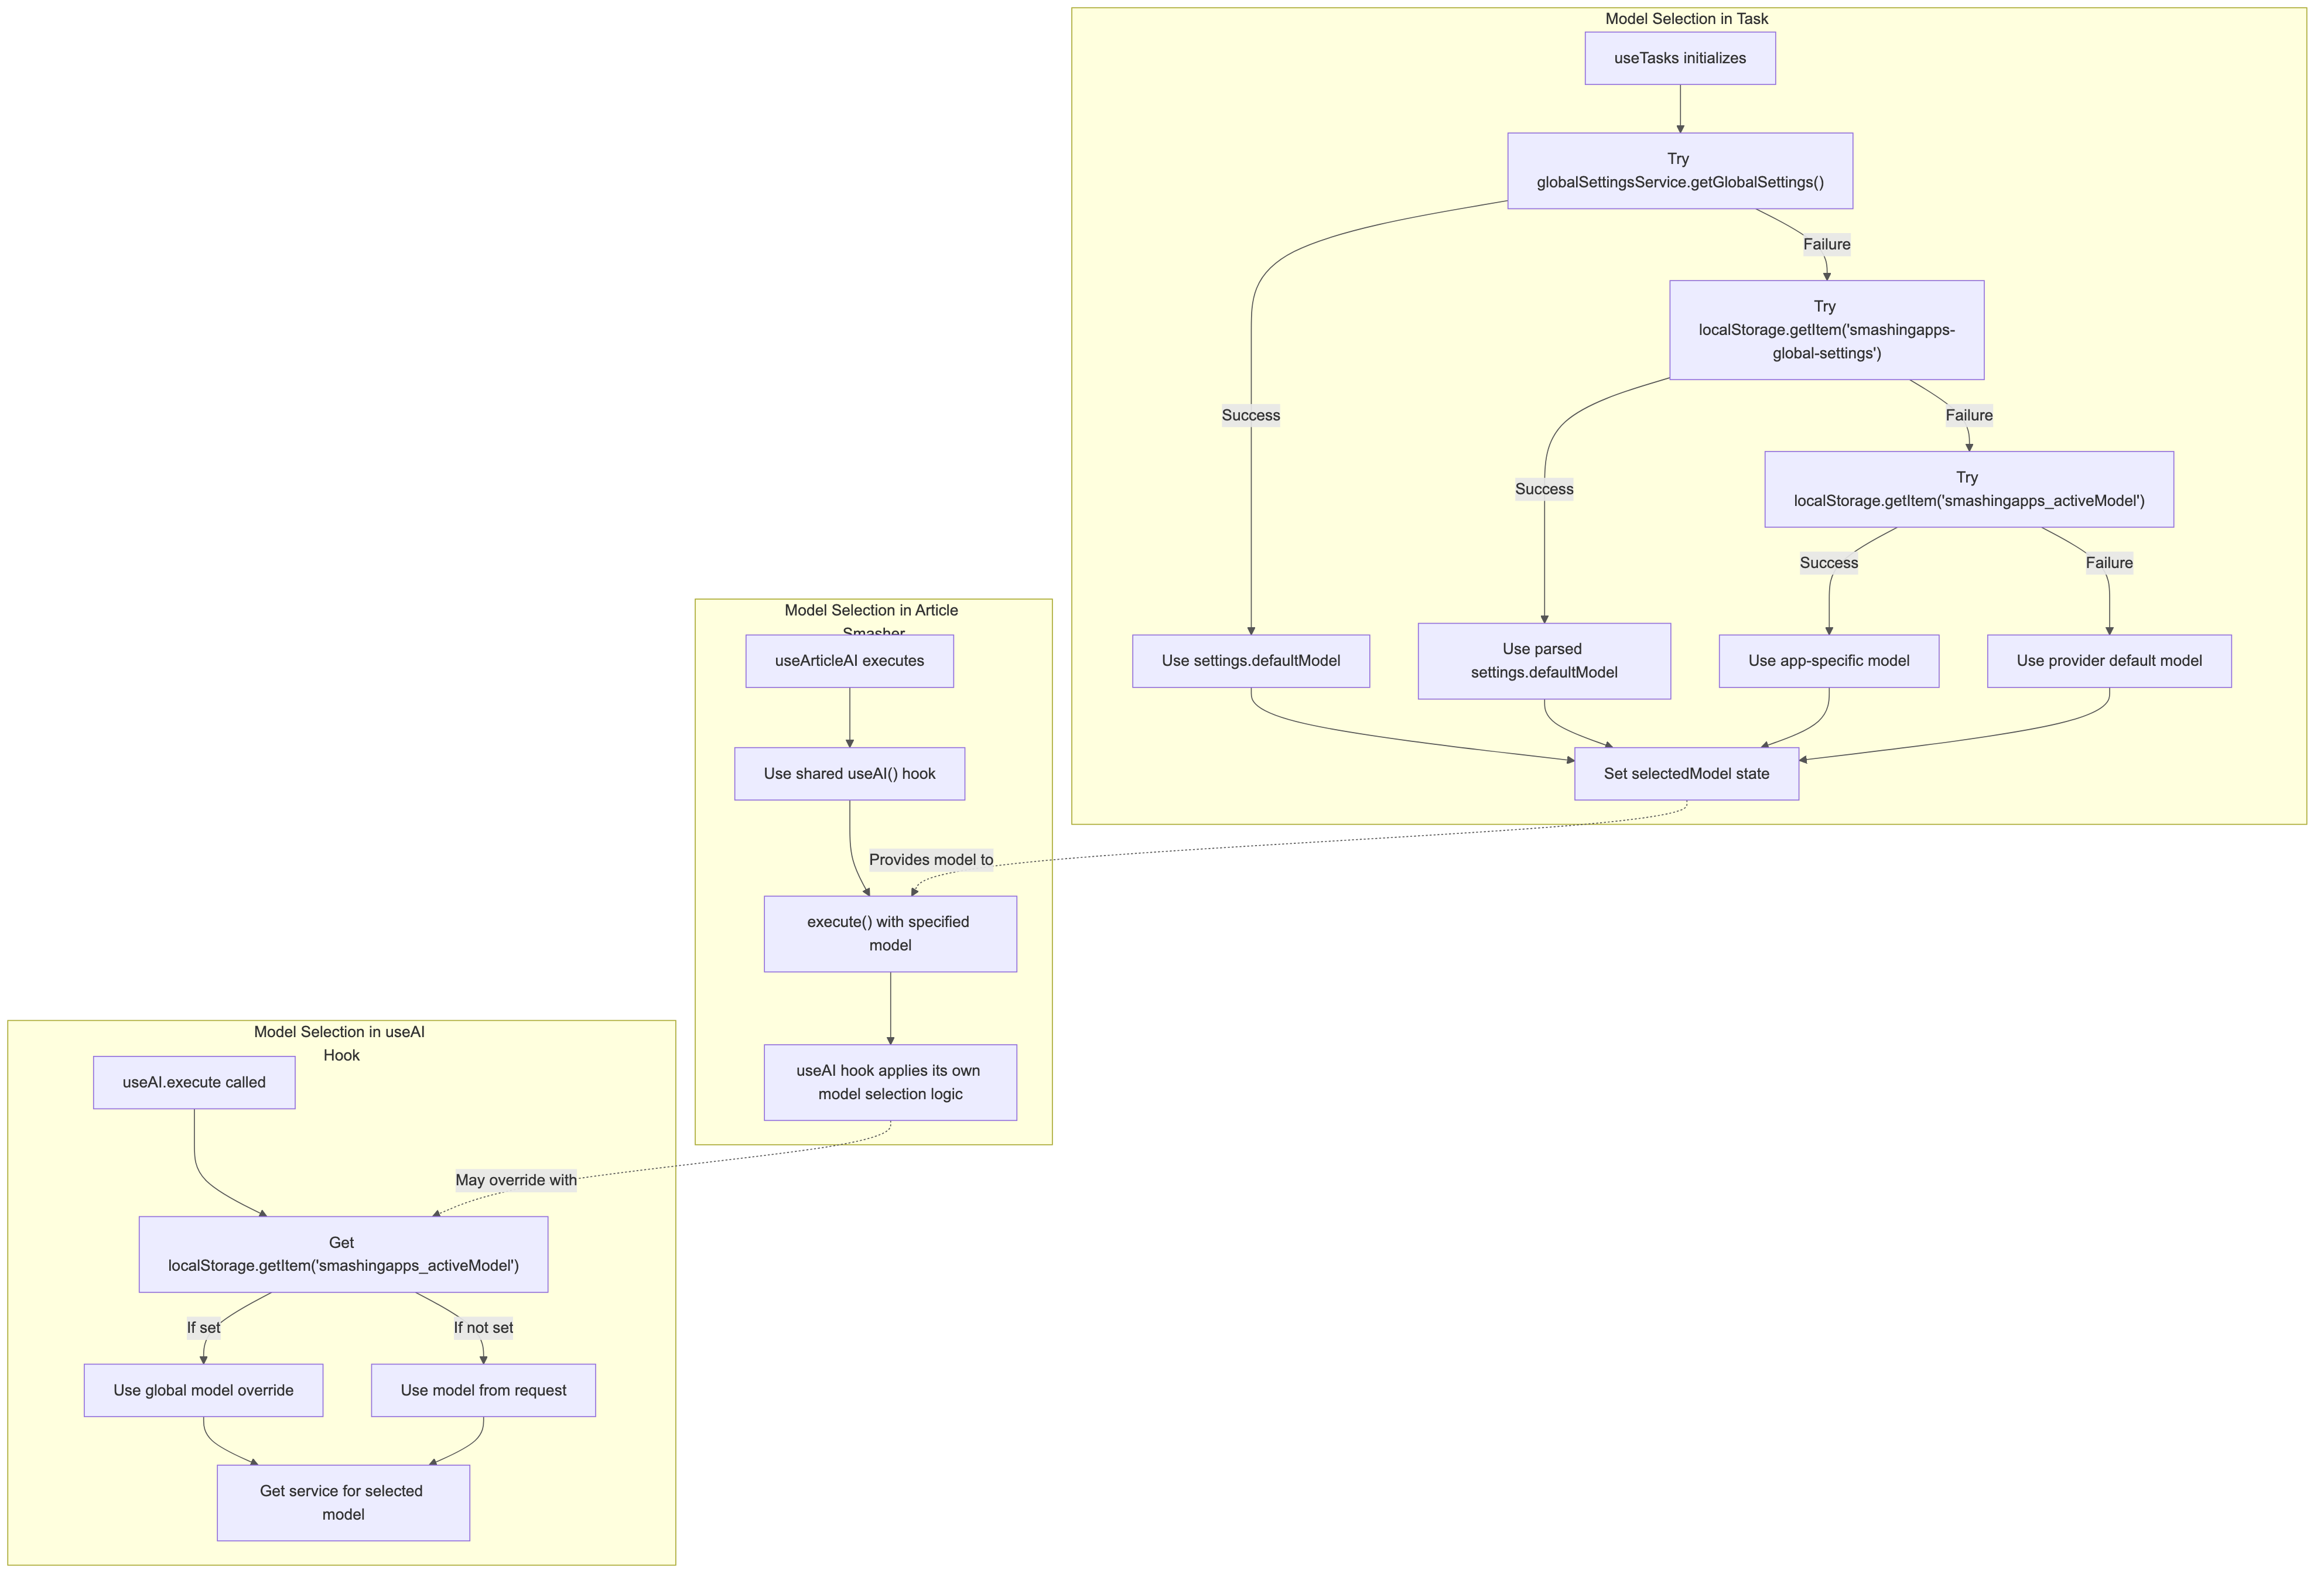 Model Selection in Task
useTasks initializes
Try
globalSettingsService.getGlobalSettings()
Failure
Try
localStorage.getItem('smashingapps-
global-settings')
Success
Failure
Success
Try
localStorage.getItem('smashingapps_activeModel')
Success
Failure
Use settings.defaultModel
Use parsed
settings.defaultModel
Use app-specific model
Use provider default model
Set selectedModel state
Model Selection in Article
Smasher
useArticleAI executes
Use shared useAI() hook
Provides model to
execute() with specified
model
useAI hook applies its own
model selection logic
May override with
Model Selection in useAI
Hook
useAI.execute called
Get
localStorage.getItem('smashingapps_activeModel')
If set
If not set
Use global model override
Use model from request
Get service for selected
model